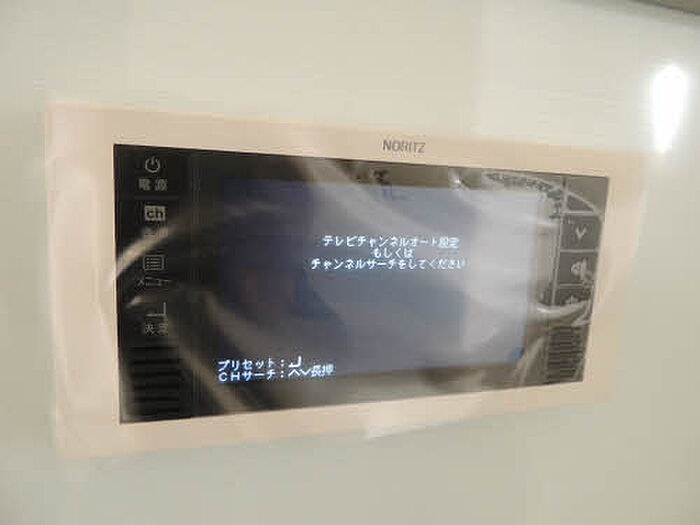 NORITZ
電源
ch
テレビチャンネルオート設定
もしくは
チャンネルサーチをしてください
メニュー
決定
プリセット：
CHサーチ：へ∨長押